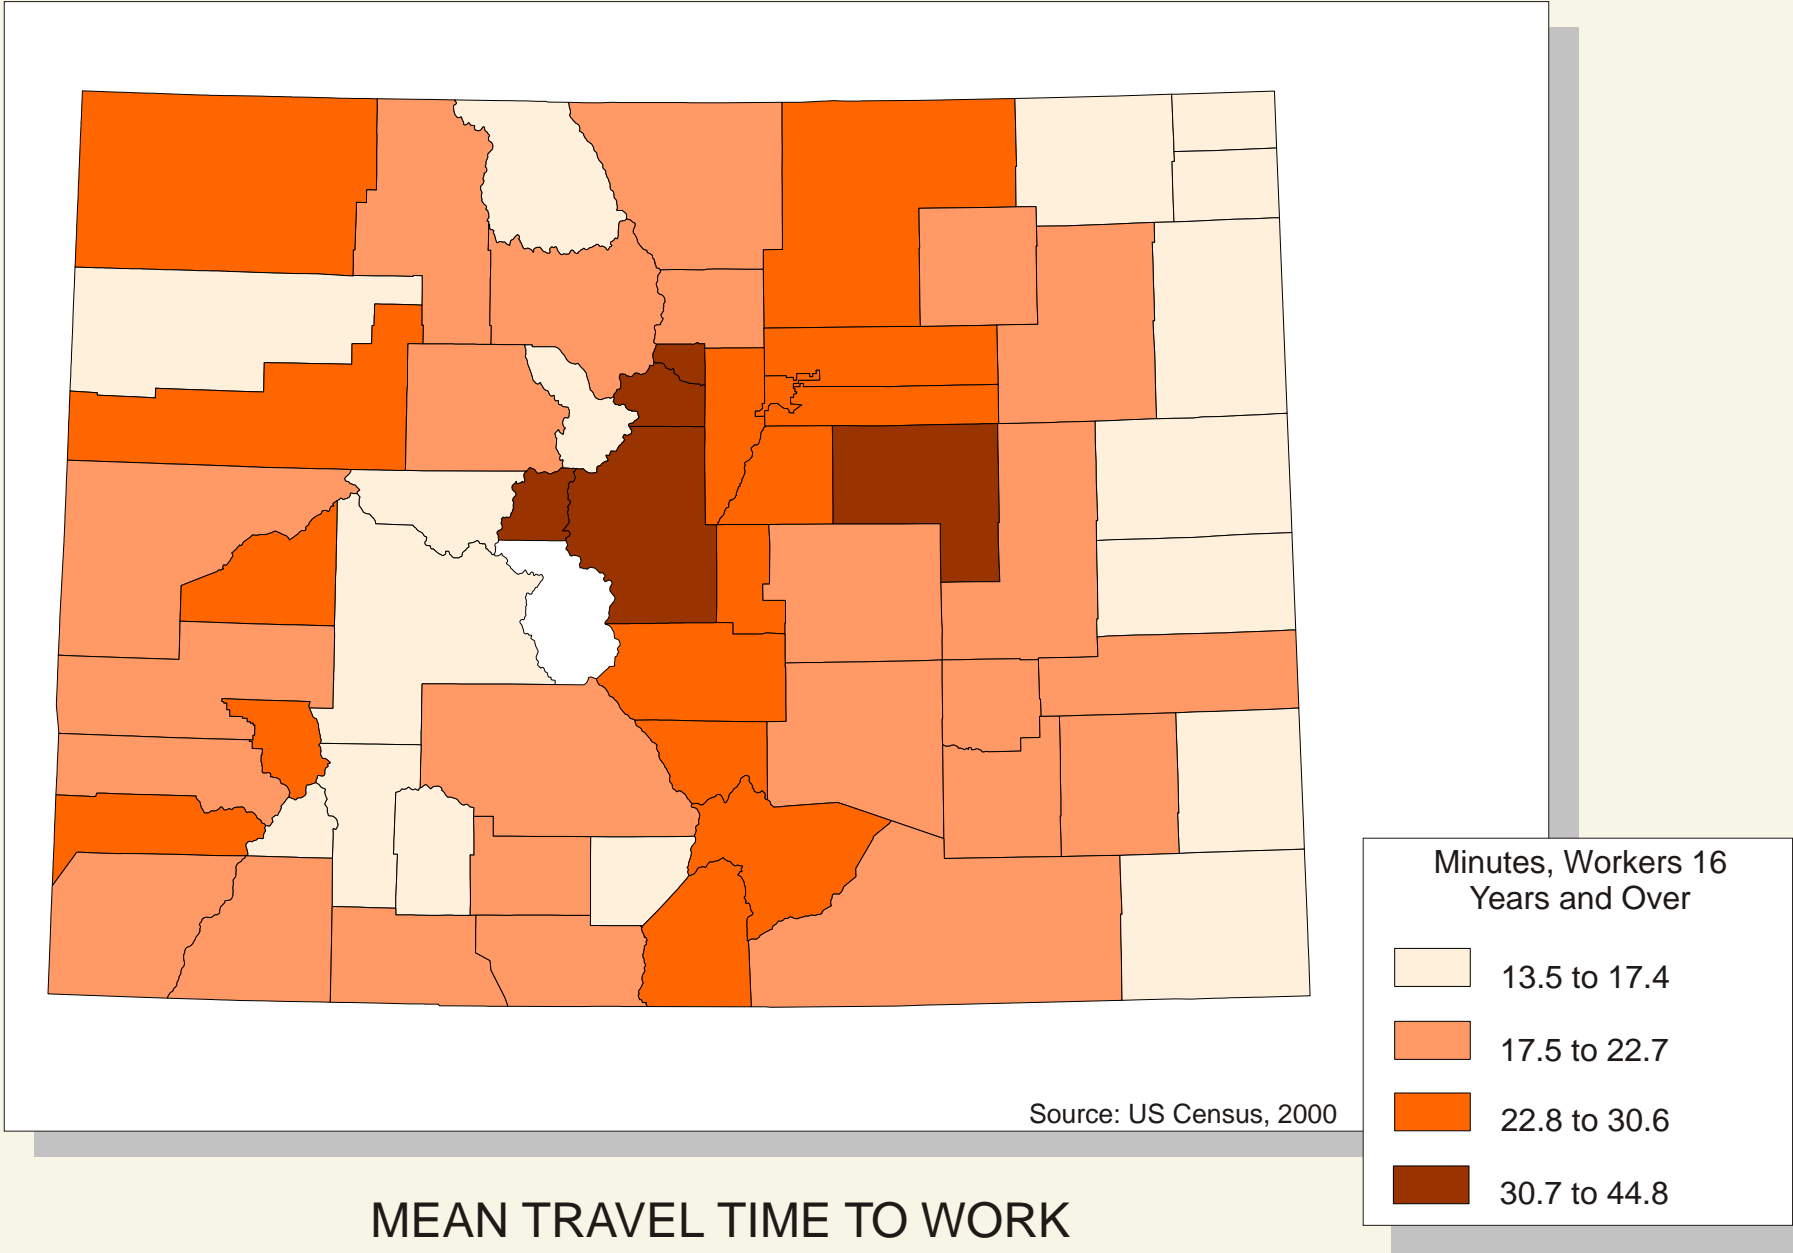 Minutes, Workers 16
Years and Over
13.5 to 17.4
17.5 to 22.7
22.8 to 30.6
30.7 to 44.8
Source: US Census, 2000
MEAN TRAVEL TIME TO WORK